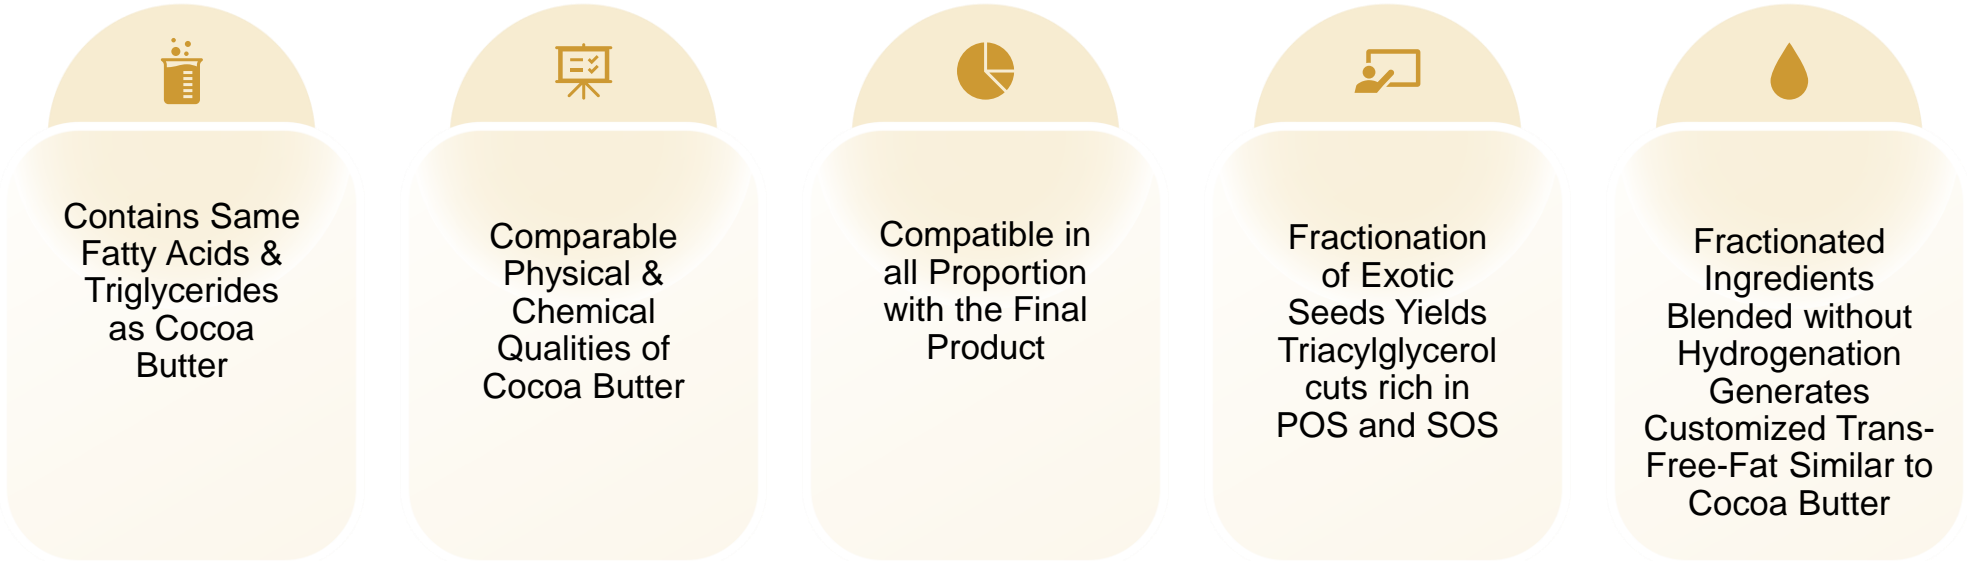 Contains Same
Fatty Acids &
Triglycerides
as Cocoa
Butter
Comparable
Physical &
Chemical
Qualities of
Cocoa Butter
Compatible in
all Proportion
with the Final
Product
Fractionation
of Exotic
Seeds Yields
Triacylglycerol
cuts rich in
POS and SOS
Fractionated
Ingredients
Blended without
Hydrogenation
Generates
Customized Trans-
Free-Fat Similar to
Cocoa Butter